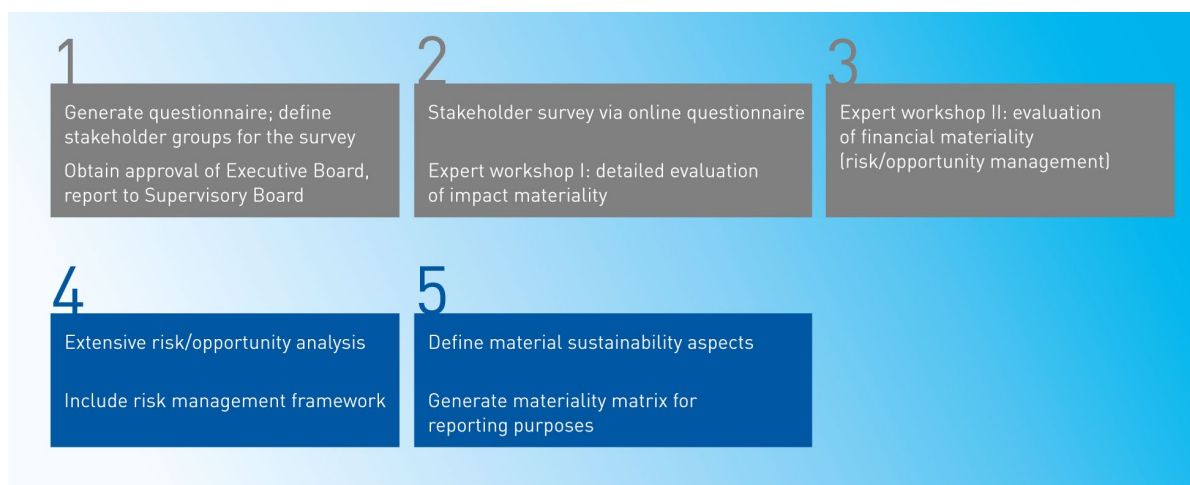 1
Generate questionnaire; define
stakeholder groups for the survey
Obtain approval of Executive Board,
report to Supervisory Board
2
Stakeholder survey via online questionnaire
Expert workshop I: detailed evaluation
of impact materiality
3
Expert workshop II: evaluation
of financial materiality
(risk/opportunity management)
4
Extensive risk/opportunity analysis
Include risk management framework
5
Define material sustainability aspects
Generate materiality matrix for
reporting purposes